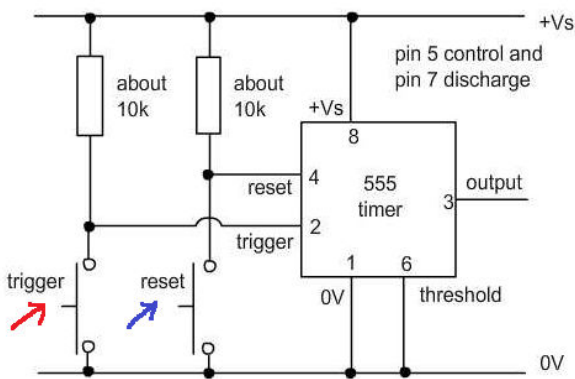 +Vs
pin 5 control and
pin 7 discharge
about
10k
about
10k
+Vs
8
reset
4
555
timer
3
output
trigger
2
1
6
0V
threshold
trigger
reset
0V